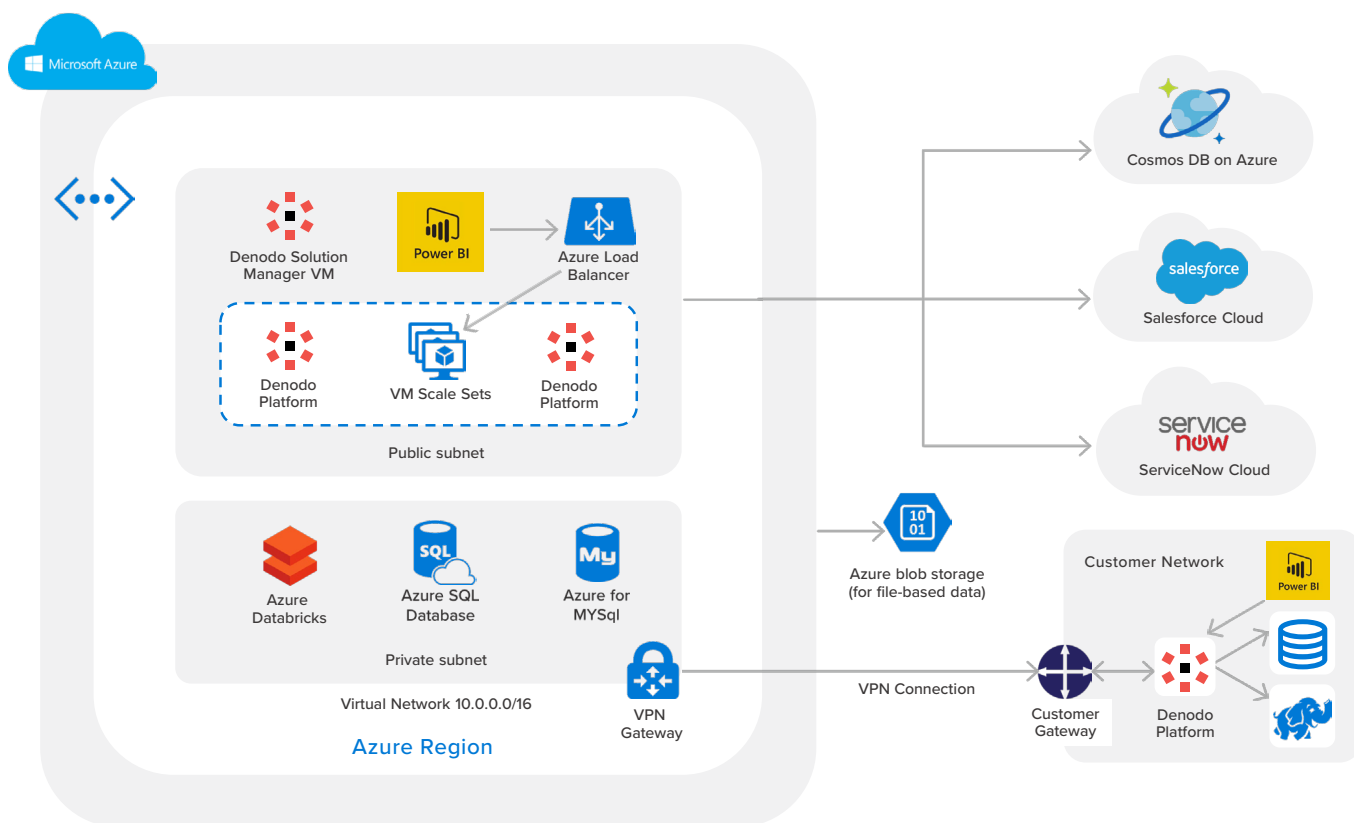 Microsoft Azure
Denodo Solution
Manager VM
Power BI
Azure Load
Balancer
Denodo
Platform
VM Scale Sets
Denodo
Platform
Public subnet
Azure
Databricks
SQL
Azure SQL
Database
My
Azure for
MYSql
Private subnet
Virtual Network 10.0.0.0/16
Azure Region
VPN
Gateway
Cosmos DB on Azure
salesforce
Salesforce Cloud
service
now
ServiceNow Cloud
10
01
Azure blob storage
(for file-based data)
VPN Connection
Customer Network
Power BI
Customer
Gateway
Denodo
Platform